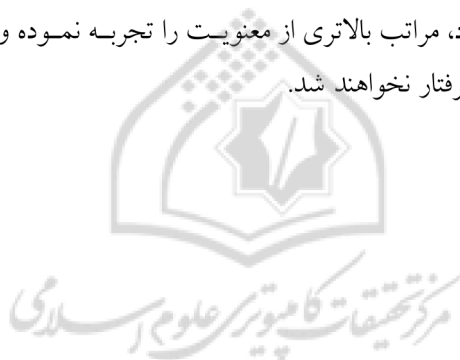 د، مراتب بالاتری از معنویت را تجربه نموده و
رفتار نخواهند شد.
مرکز تحقیقات کامپیوتری علوم اسلامی